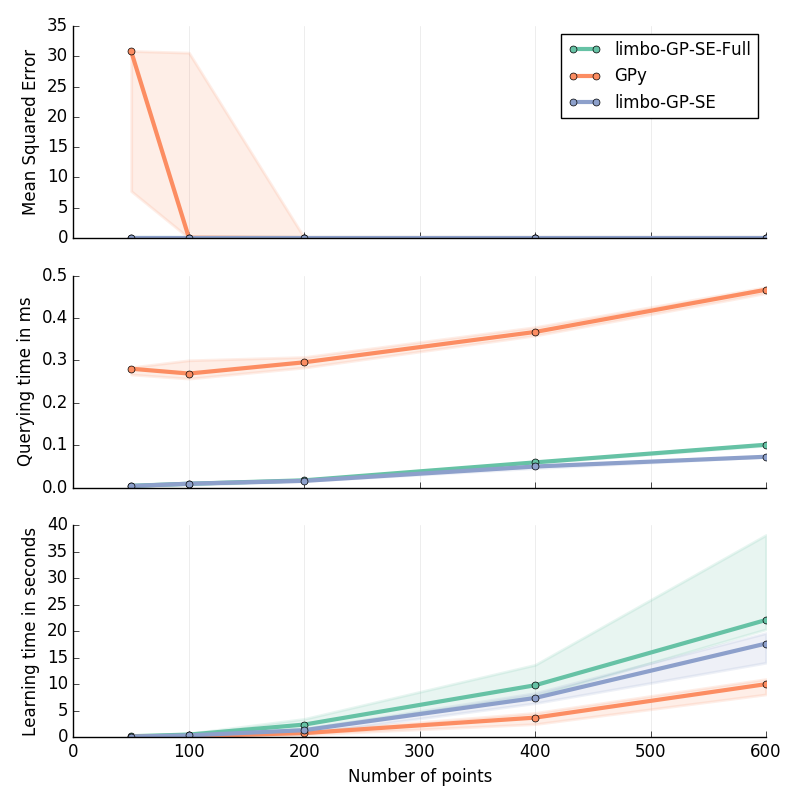 35
30
25
20
15
10
5
0
Mean Squared Error
limbo-GP-SE-Full
GPy
limbo-GP-SE
0.5
0.4
0.3
0.2
0.1
0.0
Querying time in ms
40
35
30
25
20
15
10
5
0
Learning time in seconds
0 100 200 300 400 500 600
Number of points